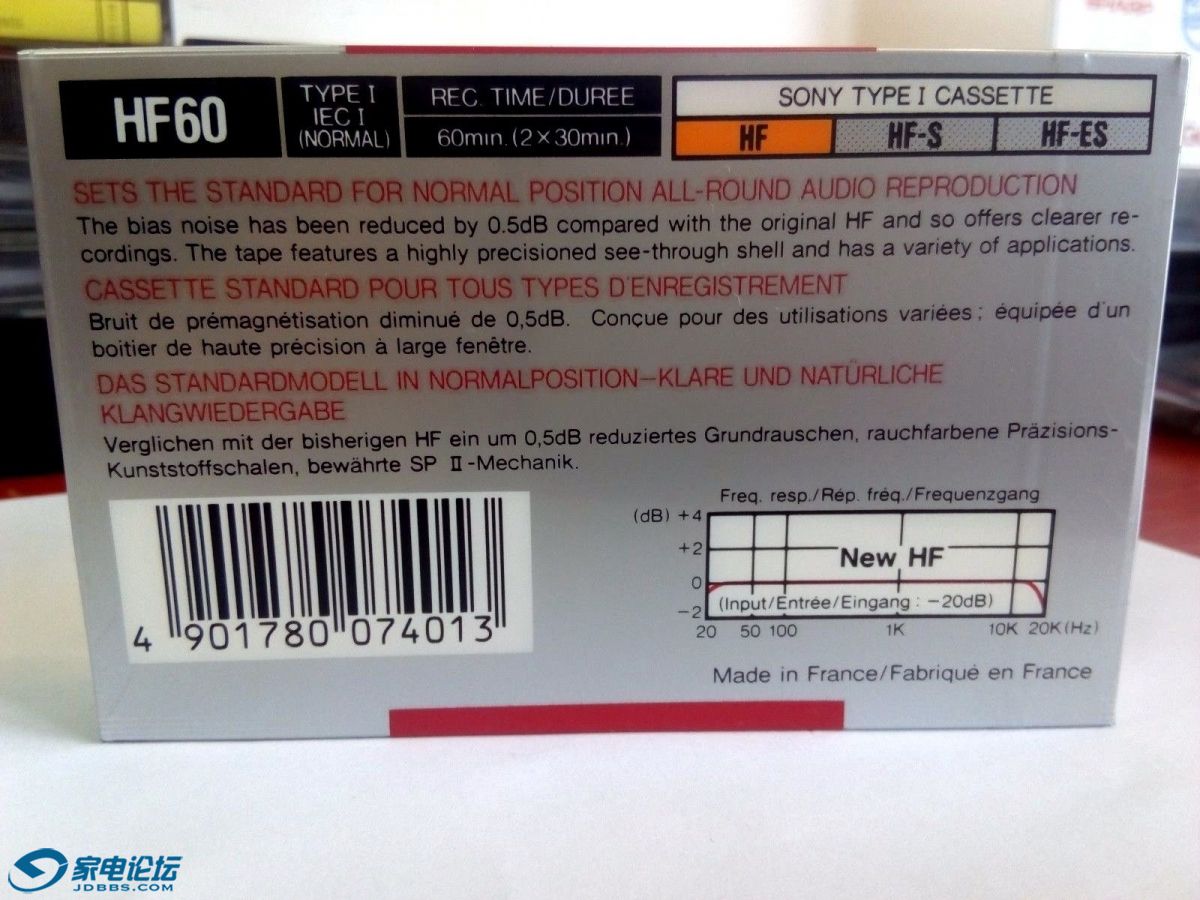 HF60
TYPE I
IEC I
(NORMAL)
REC. TIME/DUREE
60min. (2×30min.)
SONY TYPE I CASSETTE
HF
HF-S
HF-ES
SETS THE STANDARD FOR NORMAL POSITION ALL-ROUND AUDIO REPRODUCTION
The bias noise has been reduced by 0.5dB compared with the original HF and so offers clearer re-
cordings. The tape features a highly precisioned see-through shell and has a variety of applications.
CASSETTE STANDARD POUR TOUS TYPES D'ENREGISTREMENT
Bruit de prémagnétisation diminué de 0,5dB. Conçue pour des utilisations variées; équipée d'un
boitier de haute précision à large fenêtre.
DAS STANDARDMODELL IN NORMALPOSITION—KLARE UND NATÜRLICHE
KLANGWIEDERGABE
Verglichen mit der bisherigen HF ein um 0,5dB reduziertes Grundrauschen, rauchfarbene Präzisions-
Kunststoffschalen, bewährte SP II-Mechanik.
4 901780 074013
Freq. resp./Rép. fréq./Frequenzgang
(dB) +4
+2
New HF
0
(Input/Entrée/Eingang : −20dB)
−2
20 50 100 1K 10K 20K (Hz)
Made in France/Fabriqué en France
家电论坛
JDBBS.COM